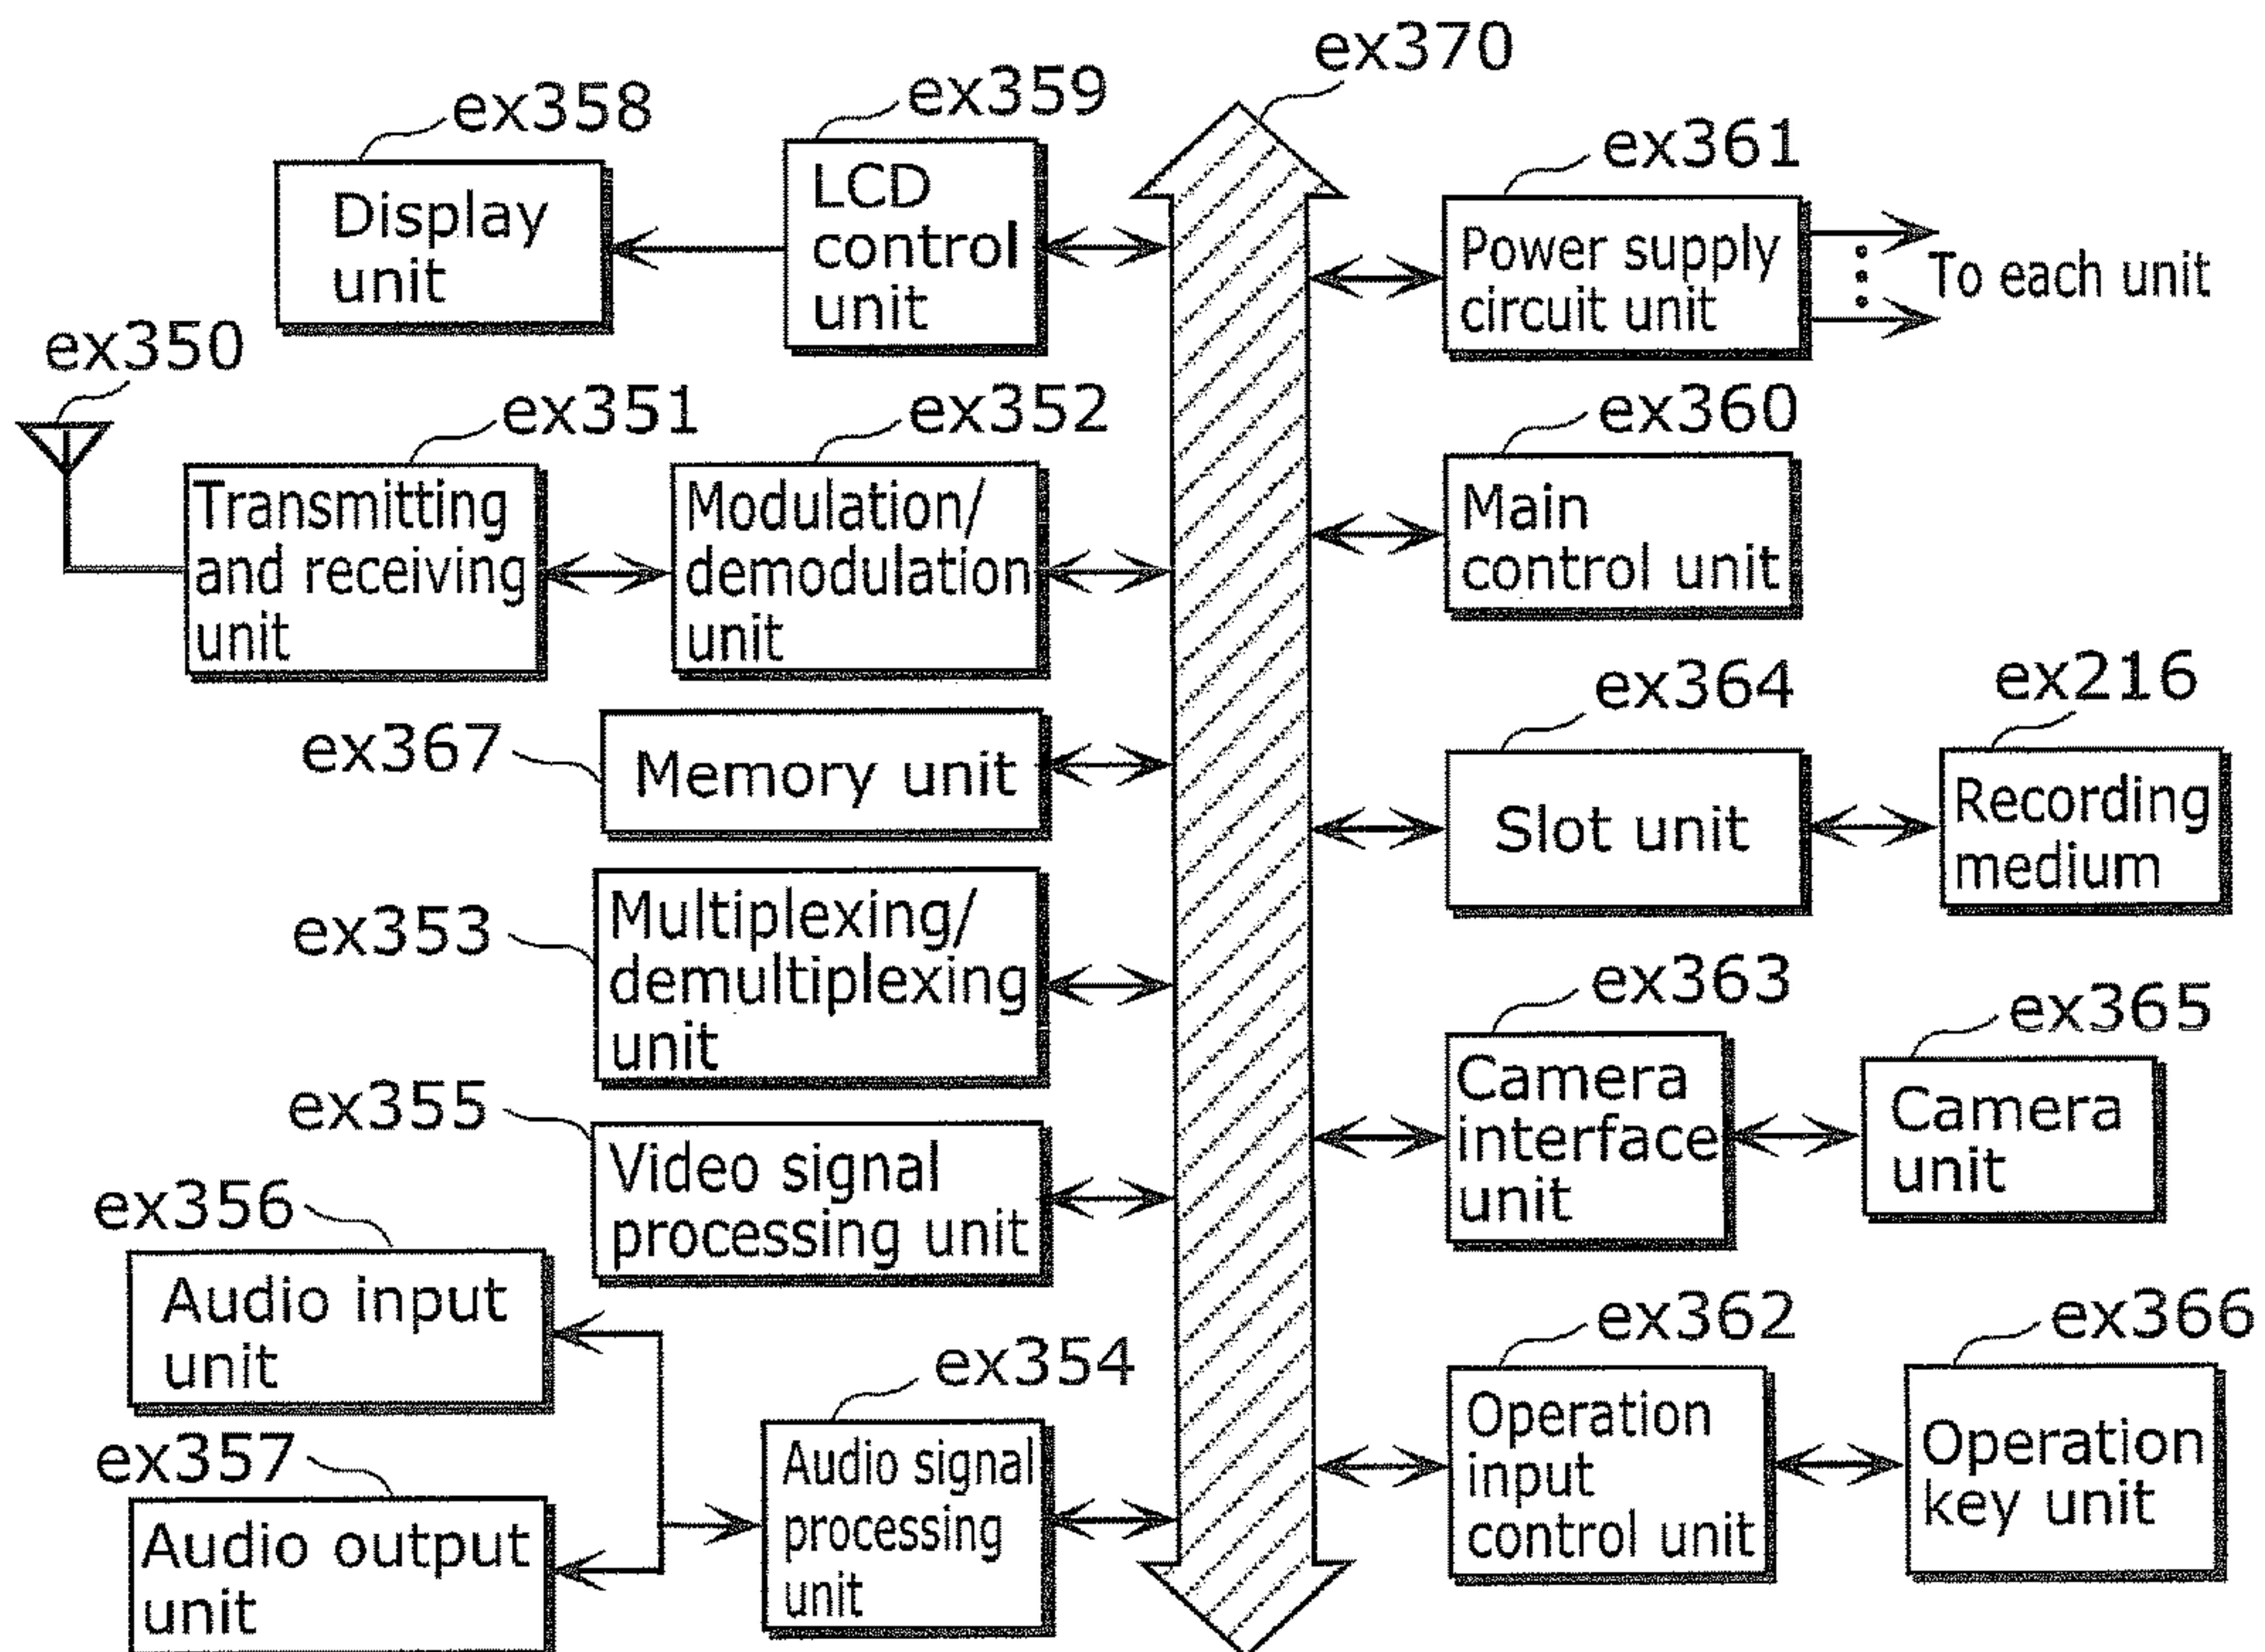 ex370
ex358
ex359
ex361
Display
unit
LCD
control
unit
Power supply
circuit unit
To each unit
ex350
ex351
ex352
ex360
Transmitting
and receiving
unit
Modulation/
demodulation
unit
Main
control unit
ex367
Memory unit
ex364
ex216
Slot unit
Recording
medium
ex353
Multiplexing/
demultiplexing
unit
ex363
ex365
Camera
interface
unit
Camera
unit
ex355
Video signal
processing unit
ex356
Audio input
unit
ex362
ex366
Operation
input
control unit
Operation
key unit
ex354
Audio signal
processing
unit
ex357
Audio output
unit